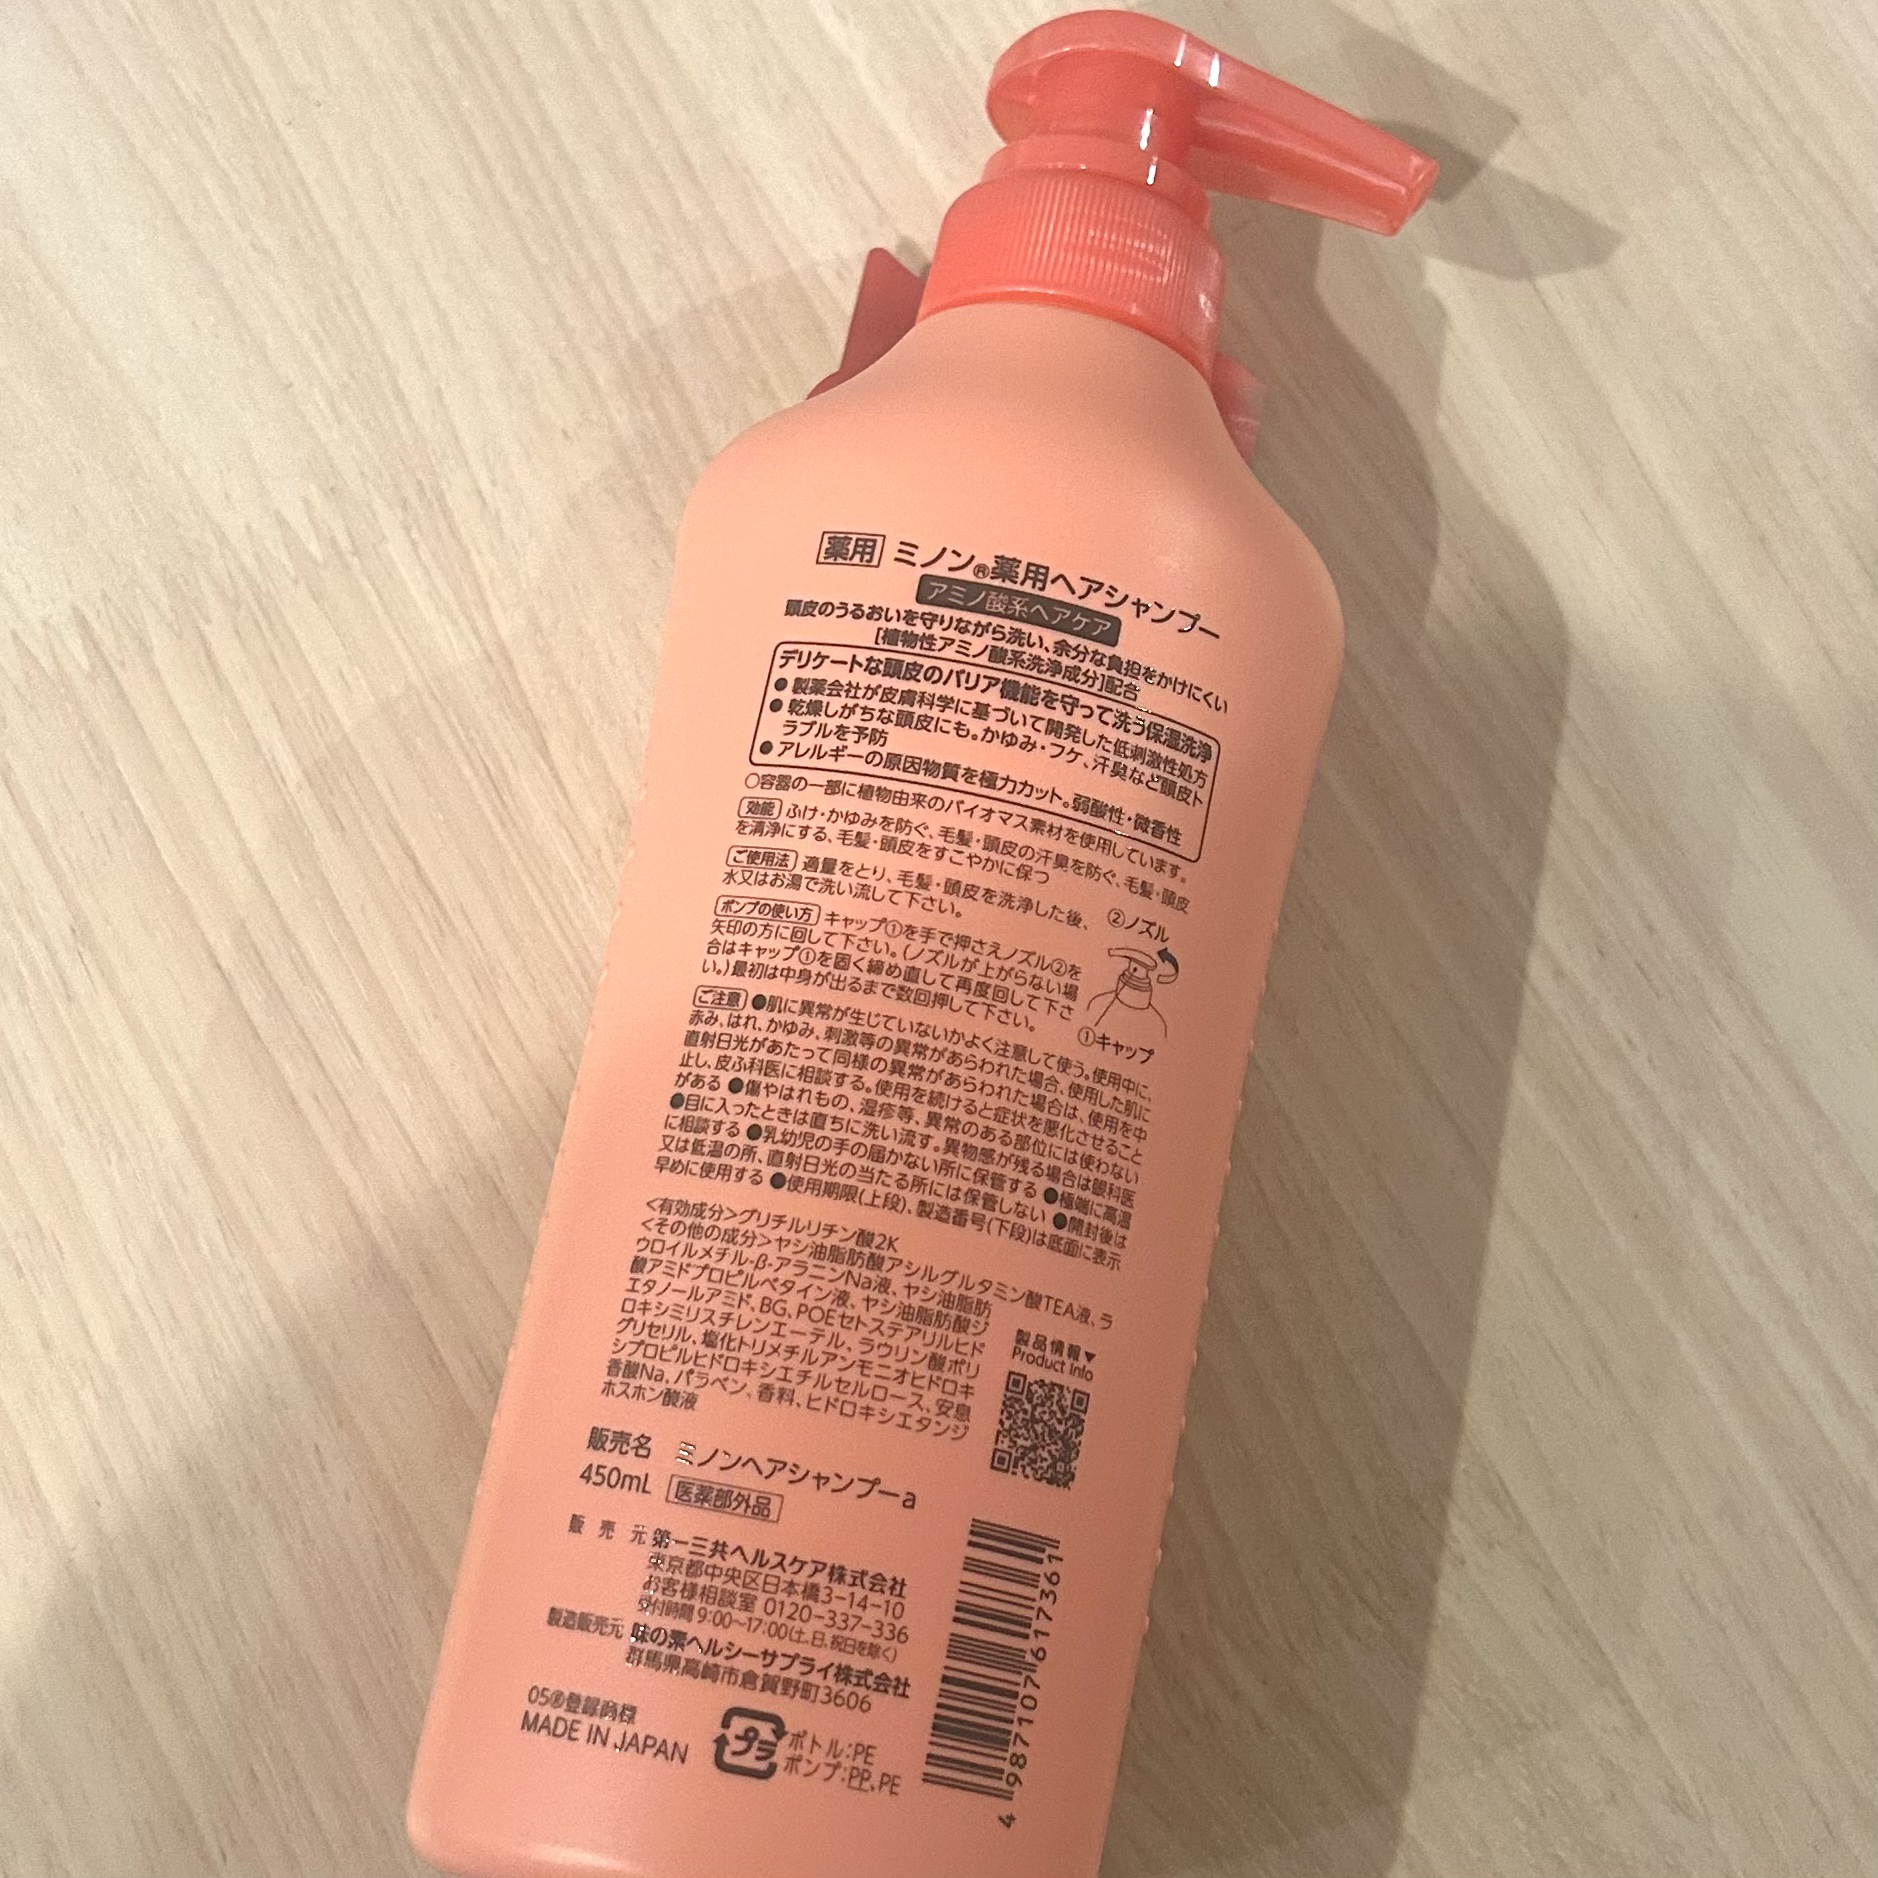 薬用 ミノン®薬用ヘアシャンプー
アミノ酸系ヘアケア
頭皮のうるおいを守りながら洗い、余分な負担をかけにくい
[植物性アミノ酸系洗浄成分]配合
デリケートな頭皮のバリア機能を守って洗う保湿洗浄
●製薬会社が皮膚科学に基づいて開発した低刺激性処方
●乾燥しがちな頭皮にも。かゆみ・フケ、汗臭など頭皮ト
ラブルを予防
●アレルギーの原因物質を極力カット。弱酸性・微香性
○容器の一部に植物由来のバイオマス素材を使用しています。
効能 ふけ・かゆみを防ぐ、毛髪・頭皮の汗臭を防ぐ、毛髪・頭皮
を清浄にする、毛髪・頭皮をすこやかに保つ
ご使用法 適量をとり、毛髪・頭皮を洗浄した後、
水又はお湯で洗い流して下さい。
ポンプの使い方 キャップ①を手で押さえノズル②を
矢印の方に回して下さい。(ノズルが上がらない場
合はキャップ①を固く締め直して再度回して下さ
い。)最初は中身が出るまで数回押して下さい。
②ノズル
①キャップ
ご注意 ●肌に異常が生じていないかよく注意して使う。使用中に、
赤み、はれ、かゆみ、刺激等の異常があらわれた場合、使用した肌に
直射日光があたって同様の異常があらわれた場合は、使用を中
止し、皮ふ科医に相談する。使用を続けると症状を悪化させること
がある ●傷やはれもの、湿疹等、異常のある部位には使わない
●目に入ったときは直ちに洗い流す。異物感が残る場合は眼科医
に相談する ●乳幼児の手の届かない所に保管する ●極端に高温
又は低温の所、直射日光の当たる所には保管しない ●開封後は
早めに使用する ●使用期限(上段)、製造番号(下段)は底面に表示
<有効成分>グリチルリチン酸2K
<その他の成分>ヤシ油脂肪酸アシルグルタミン酸TEA液、ラ
ウロイルメチル-β-アラニンNa液、ヤシ油脂肪
酸アミドプロピルベタイン液、ヤシ油脂肪酸ジ
エタノールアミド、BG、POEセトステアリルヒド
ロキシミリスチレンエーテル、ラウリン酸ポリ
グリセリル、塩化トリメチルアンモニオヒドロキ
シプロピルヒドロキシエチルセルロース、安息
香酸Na、パラベン、香料、ヒドロキシエタンジ
ホスホン酸液
製品情報▼
Product Info
販売名 ミノンヘアシャンプーa
450mL 医薬部外品
販売元 第一三共ヘルスケア株式会社
東京都中央区日本橋3-14-10
お客様相談室 0120-337-336
受付時間 9:00〜17:00(土、日、祝日を除く)
製造販売元 味の素ヘルシーサプライ株式会社
群馬県高崎市倉賀野町3606
05®登録商標
MADE IN JAPAN
プラ
ボトル:PE
ポンプ:PP、PE
4 987107 617361